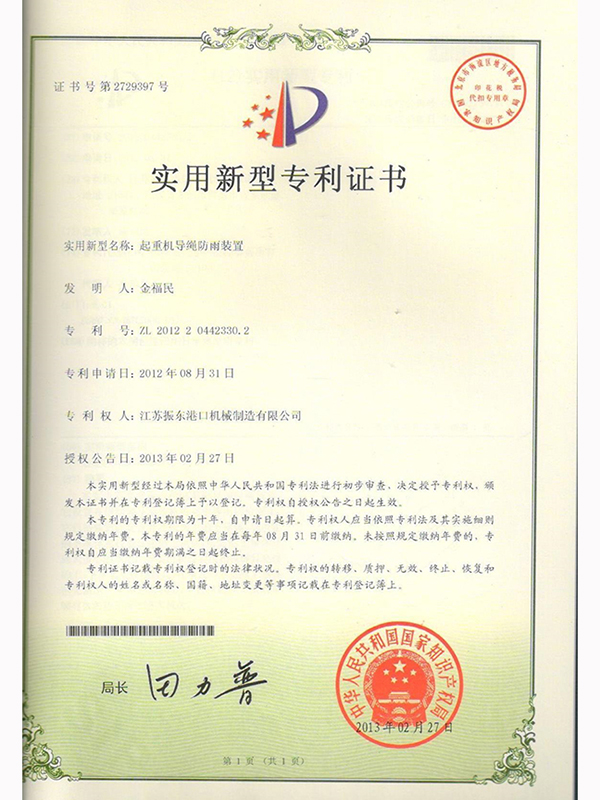 证书号第2729397号
印花税
代扣专用章
国家知识产权局
实用新型专利证书
实用新型名称：起重机导绳防雨装置
发明人：金福民
专利号：ZL 2012 2 0442330.2
专利申请日：2012年08月31日
专利权人：江苏振东港口机械制造有限公司
授权公告日：2013年02月27日
本实用新型经过本局依照中华人民共和国专利法进行初步审查，决定授予专利权，颁
发本证书并在专利登记簿上予以登记。专利权自授权公告之日起生效。
本专利的专利权期限为十年，自申请日起算。专利权人应当依照专利法及其实施细则
规定缴纳年费。本专利的年费应当在每年08月31日前缴纳。未按照规定缴纳年费的，专
利权自应当缴纳年费期满之日起终止。
专利证书记载专利权登记时的法律状况。专利权的转移、质押、无效、终止、恢复和
专利权人的姓名或名称、国籍、地址变更等事项记载在专利登记簿上。
局长 田力普
中华人民共和国国家知识产权局
2013年02月27日
第1页（共1页）